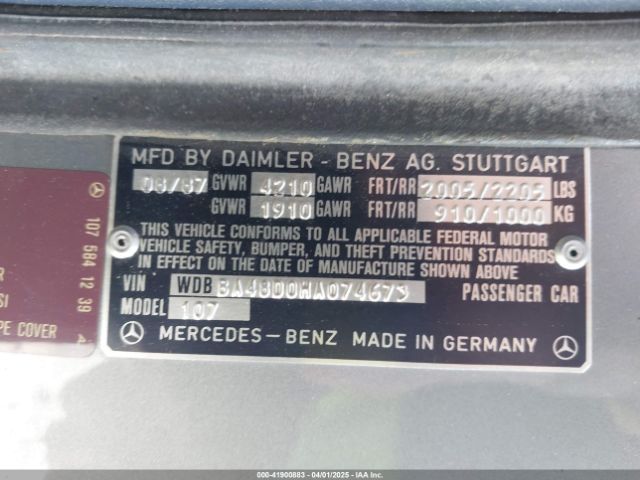 MFD BY DAIMLER - BENZ AG. STUTTGART
08/87 GVWR 4210 GAWR FRT/RR 2005/2205 LBS
GVWR 1910 GAWR FRT/RR 910/1000 KG
THIS VEHICLE CONFORMS TO ALL APPLICABLE FEDERAL MOTOR
VEHICLE SAFETY, BUMPER, AND THEFT PREVENTION STANDARDS
IN EFFECT ON THE DATE OF MANUFACTURE SHOWN ABOVE
VIN WDB BA48D0HA074673 PASSENGER CAR
MODEL 107
MERCEDES-BENZ MADE IN GERMANY
107 584 12 39
R
SI
PE COVER
000-41900883 - 04/01/2025 - IAAI.COM